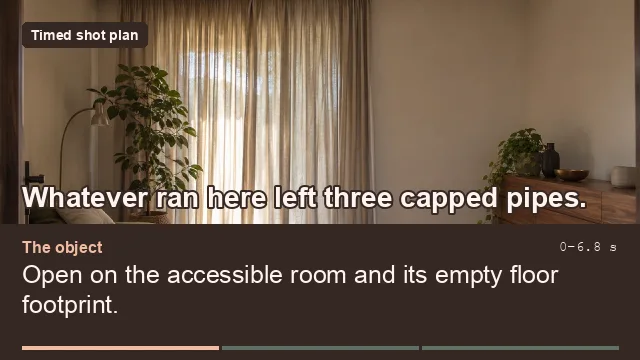 Timed shot plan
Whatever ran here left three capped pipes.
The object
0–6.8 s
Open on the accessible room and its empty floor
footprint.